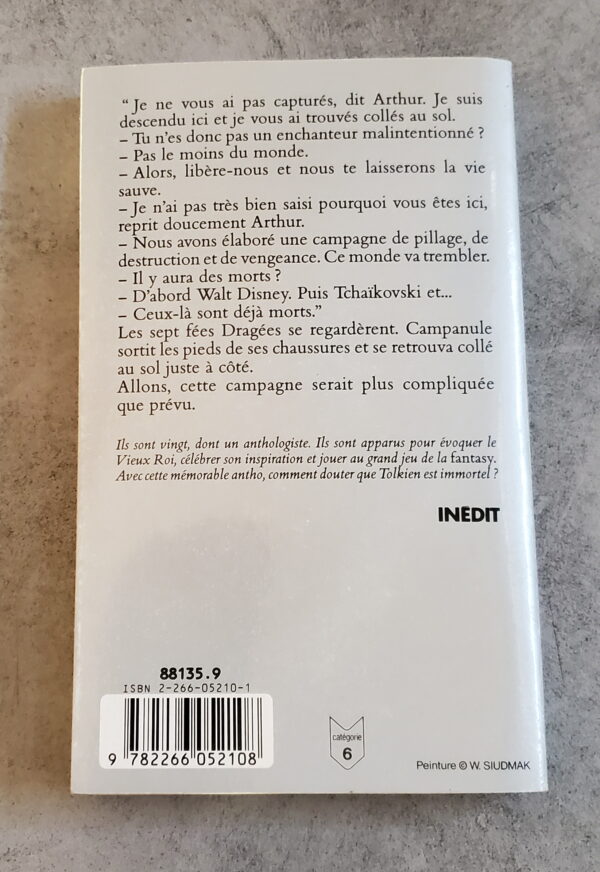 “ Je ne vous ai pas capturés, dit Arthur. Je suis
descendu ici et je vous ai trouvés collés au sol.
– Tu n'es donc pas un enchanteur malintentionné ?
– Pas le moins du monde.
– Alors, libère-nous et nous te laisserons la vie
sauve.
– Je n'ai pas très bien saisi pourquoi vous êtes ici,
reprit doucement Arthur.
– Nous avons élaboré une campagne de pillage, de
destruction et de vengeance. Ce monde va trembler.
– Il y aura des morts ?
– D'abord Walt Disney. Puis Tchaïkovski et...
– Ceux-là sont déjà morts.”
Les sept fées Dragées se regardèrent. Campanule
sortit les pieds de ses chaussures et se retrouva collé
au sol juste à côté.
Allons, cette campagne serait plus compliquée
que prévu.
Ils sont vingt, dont un anthologiste. Ils sont apparus pour évoquer le
Vieux Roi, célébrer son inspiration et jouer au grand jeu de la fantasy.
Avec cette mémorable antho, comment douter que Tolkien est immortel ?
INÉDIT
88135.9
ISBN 2-266-05210-1
9 782266 052108
catégorie
6
Peinture © W. SIUDMAK